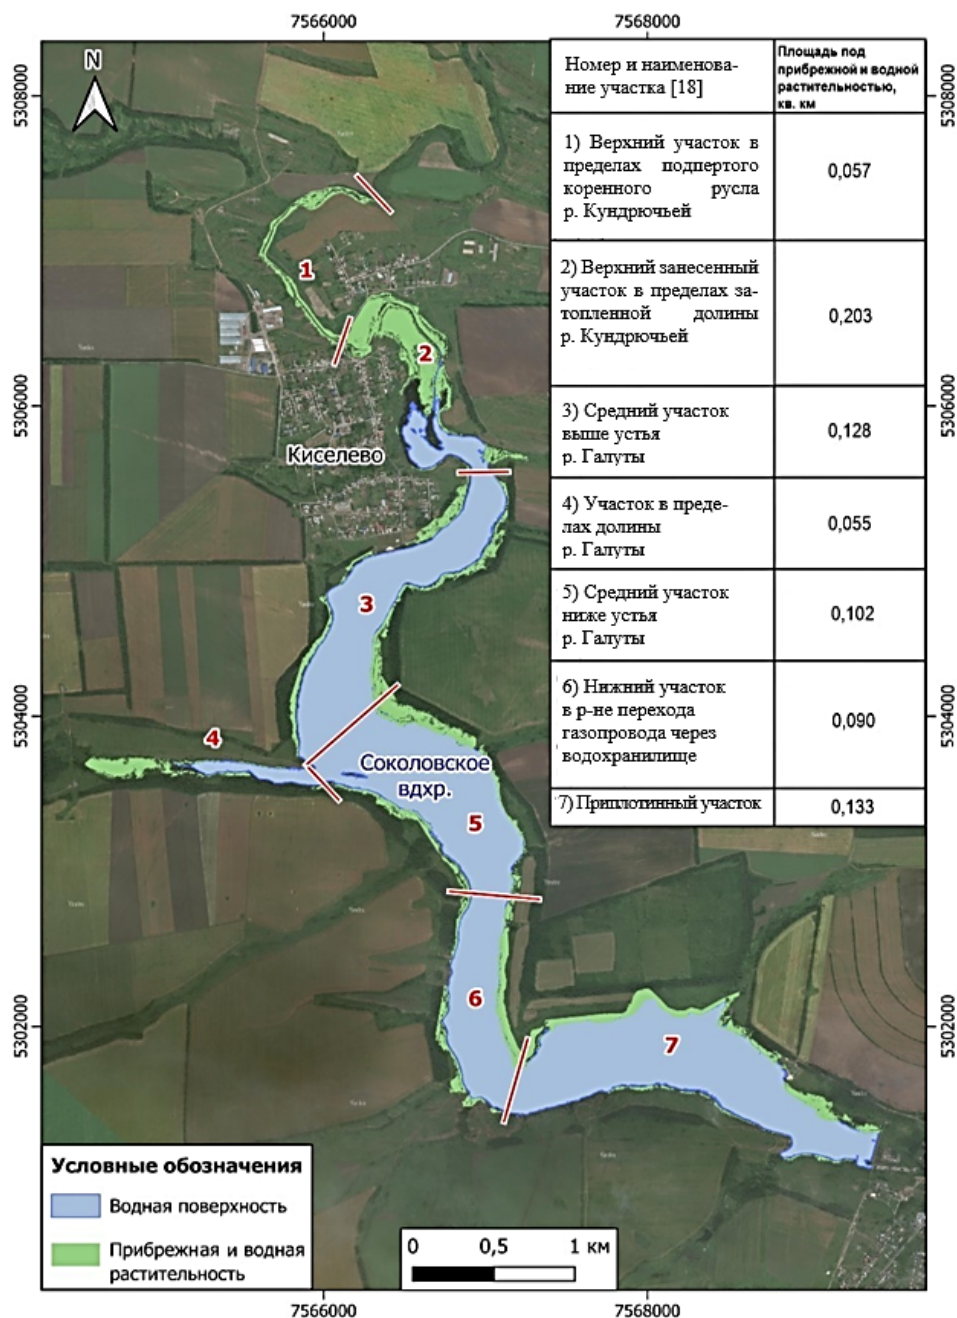 7566000
7568000
5308000
5308000
N
Номер и наименова-
ние участка [18]
Площадь под
прибрежной и водной
растительностью,
кв. км
1) Верхний участок в
пределах подпертого
коренного русла
р. Кундрючьей
0,057
2) Верхний занесенный
участок в пределах за-
топленной долины
р. Кундрючьей
0,203
3) Средний участок
выше устья
р. Галуты
0,128
4) Участок в преде-
лах долины
р. Галуты
0,055
5) Средний участок
ниже устья
р. Галуты
0,102
6) Нижний участок
в р-не перехода
газопровода через
водохранилище
0,090
7) Приплотинный участок
0,133
1
2
5306000
5306000
Киселево
3
5304000
5304000
4
Соколовское
вдхр.
5
6
5302000
5302000
7
Условные обозначения
Водная поверхность
Прибрежная и водная
растительность
0 0,5 1 км
7566000
7568000